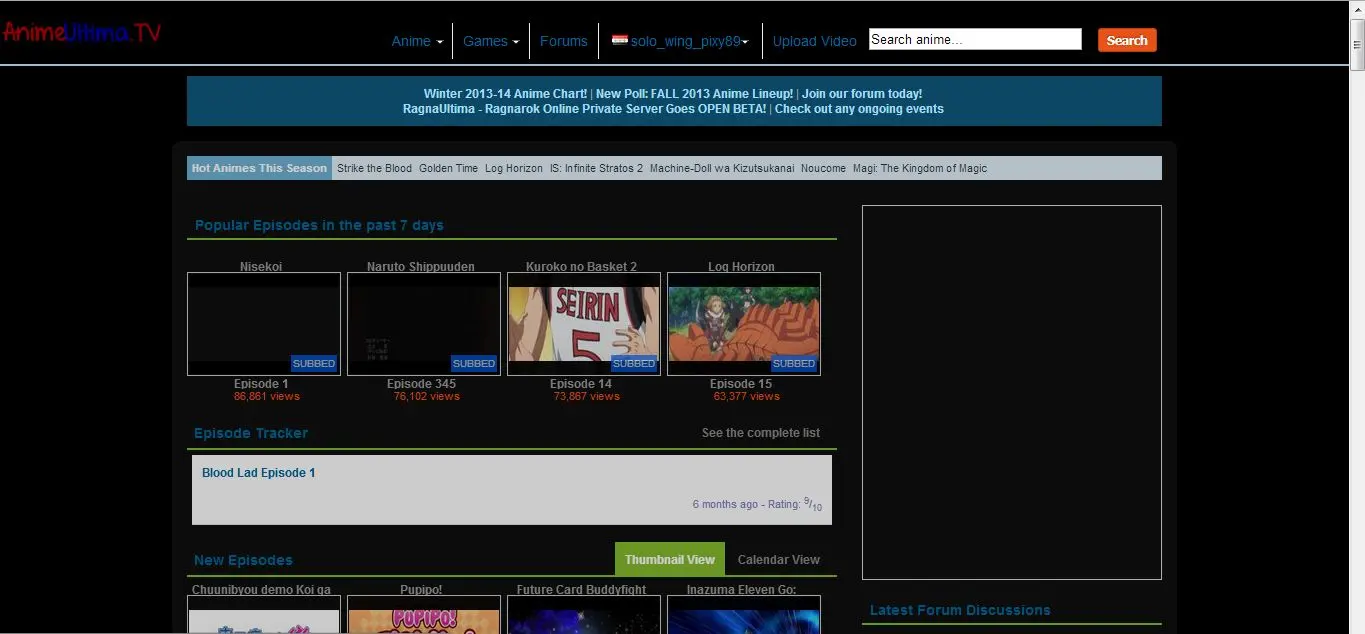 AnimeUltima.TV
Anime Games Forums solo_wing_pixy89 Upload Video Search anime... Search
Winter 2013-14 Anime Chart! | New Poll: FALL 2013 Anime Lineup! | Join our forum today!
RagnaUltima - Ragnarok Online Private Server Goes OPEN BETA! | Check out any ongoing events
Hot Animes This Season Strike the Blood Golden Time Log Horizon IS: Infinite Stratos 2 Machine-Doll wa Kizutsukanai Noucome Magi: The Kingdom of Magic
Popular Episodes in the past 7 days
Nisekoi Naruto Shippuuden Kuroko no Basket 2 Log Horizon
SEIRIN
5
SUBBED SUBBED SUBBED SUBBED
Episode 1 Episode 345 Episode 14 Episode 15
86,861 views 76,102 views 73,867 views 63,377 views
Episode Tracker See the complete list
Blood Lad Episode 1
6 months ago - Rating: 9/10
New Episodes Thumbnail View Calendar View
Chuunibyou demo Koi ga Pupipo! Future Card Buddyfight Inazuma Eleven Go:
PUPIPO!
Latest Forum Discussions